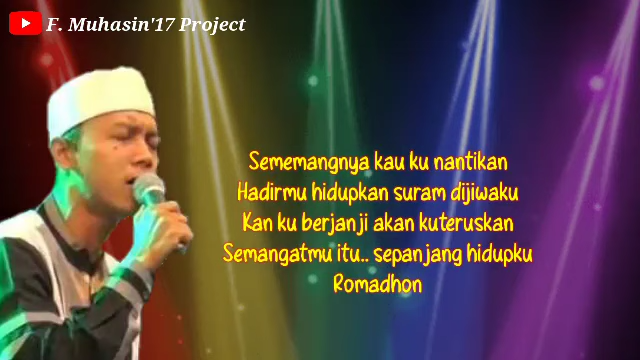 F. Muhasin'17 Project
Sememangnya kau ku nantikan
Hadirmu hidupkan suram dijiwaku
Kan ku berjanji akan kuteruskan
Semangatmu itu.. sepanjang hidupku
Romadhon